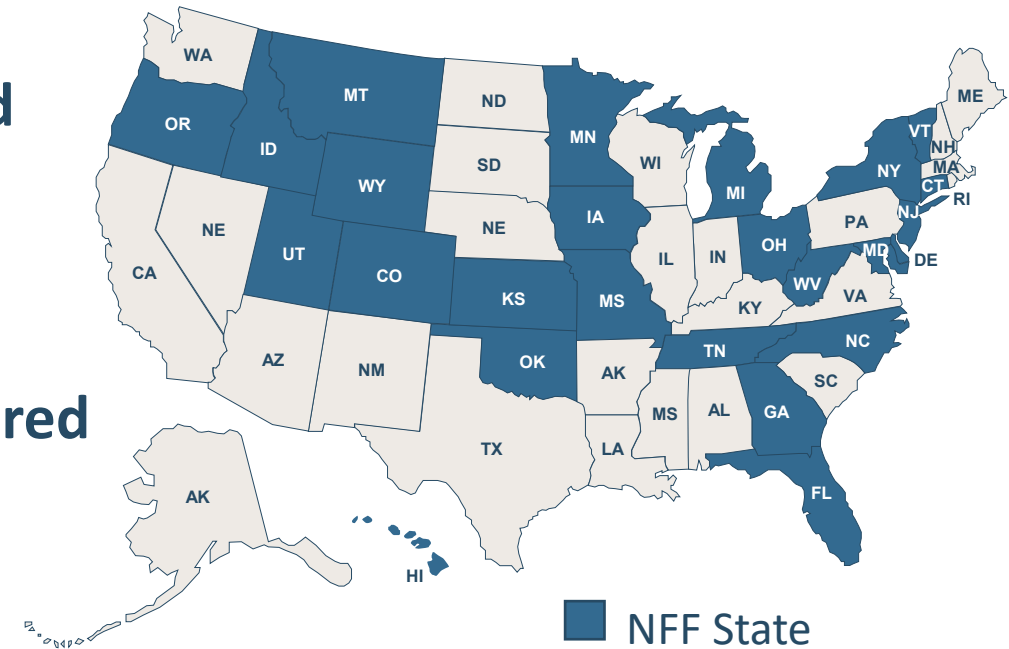 WA
ME
d
MT
ND
OR
MN
VT
ID
NH
SD
WI
MA
NY
WY
CT
MI
RI
NE
IA
NJ
PA
NE
OH
MD
UT
IL
IN
DE
CA
CO
WV
KS
MS
VA
KY
NC
TN
AZ
OK
NM
AK
SC
MS
AL
GA
red
TX
LA
AK
FL
HI
NFF State